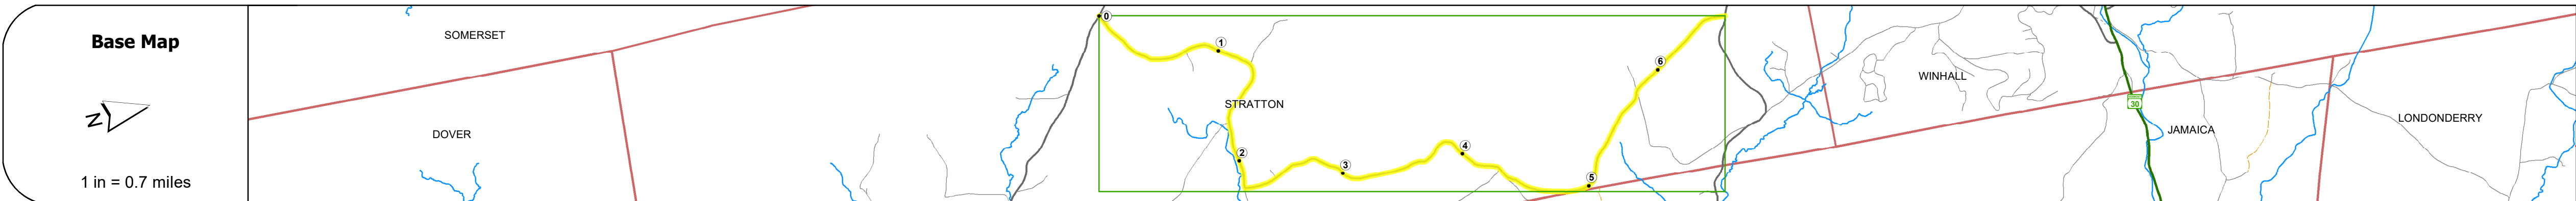 Base Map
N
1 in = 0.7 miles
SOMERSET
DOVER
STRATTON
0
1
2
3
4
5
6
WINHALL
30
JAMAICA
LONDONDERRY